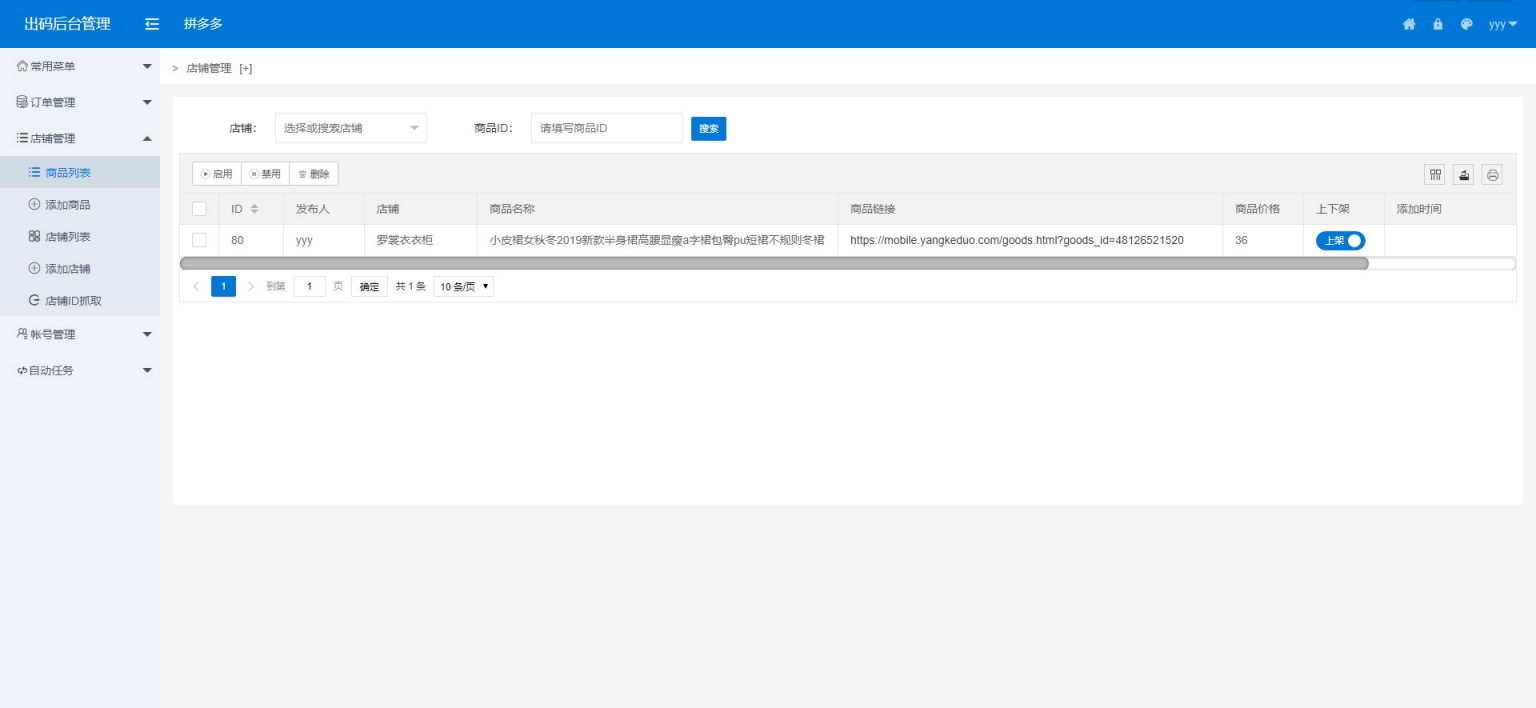 出码后台管理 拼多多 yyy
常用菜单
订单管理
店铺管理
商品列表
添加商品
店铺列表
添加店铺
店铺ID抓取
帐号管理
自动任务
> 店铺管理 [+]
店铺: 选择或搜索店铺 商品ID: 请填写商品ID 搜索
启用 禁用 删除
ID 发布人 店铺 商品名称 商品链接 商品价格 上下架 添加时间
80 yyy 罗裳衣衣柜 小皮裙女秋冬2019新款半身裙高腰显瘦a字裙包臀pu短裙不规则冬裙 https://mobile.yangkeduo.com/goods.html?goods_id=48126521520 36 上架
1 到第 1 页 确定 共 1 条 10 条/页